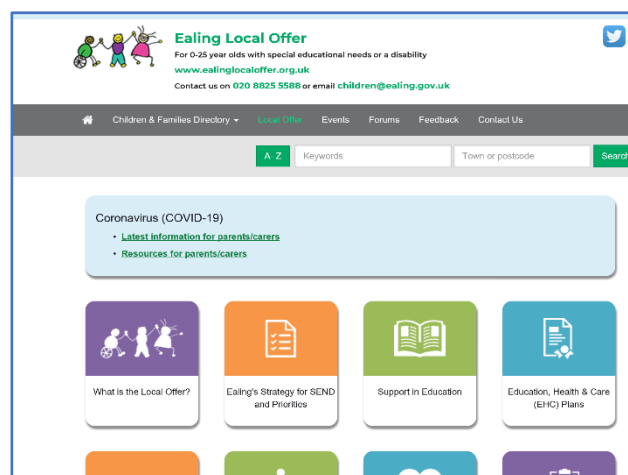 Ealing Local Offer
For 0-25 year olds with special educational needs or a disability
www.ealinglocaloffer.org.uk
Contact us on 020 8825 5588 or email children@ealing.gov.uk
Children & Families Directory Local Offer Events Forums Feedback Contact Us
A Z Keywords Town or postcode Search
Coronavirus (COVID-19)
• Latest information for parents/carers
• Resources for parents/carers
What is the Local Offer?
Ealing's Strategy for SEND
and Priorities
Support in Education
Education, Health & Care
(EHC) Plans